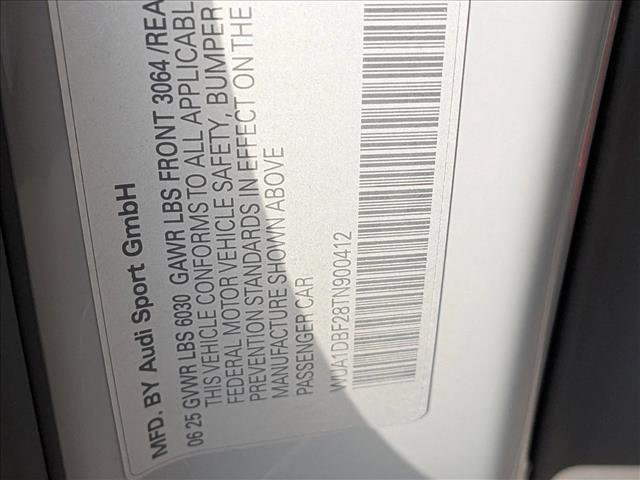 MFD. BY Audi Sport GmbH
06 25 GVWR LBS 6030 GAWR LBS FRONT 3064 /REA
THIS VEHICLE CONFORMS TO ALL APPLICABL
FEDERAL MOTOR VEHICLE SAFETY, BUMPER
PREVENTION STANDARDS IN EFFECT ON THE
MANUFACTURE SHOWN ABOVE
PASSENGER CAR
WUA1DBF28TN900412